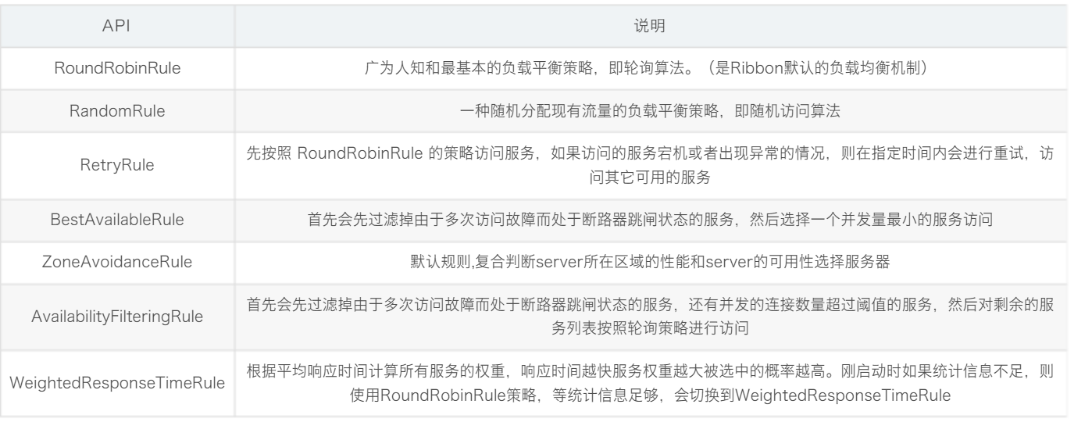 API 说明
RoundRobinRule 广为人知和最基本的负载平衡策略，即轮询算法。（是Ribbon默认的负载均衡机制）
RandomRule 一种随机分配现有流量的负载平衡策略，即随机访问算法
RetryRule 先按照 RoundRobinRule 的策略访问服务，如果访问的服务宕机或者出现异常的情况，则在指定时间内会进行重试，访
问其它可用的服务
BestAvailableRule 首先会先过滤掉由于多次访问故障而处于断路器跳闸状态的服务，然后选择一个并发量最小的服务访问
ZoneAvoidanceRule 默认规则,复合判断server所在区域的性能和server的可用性选择服务器
AvailabilityFilteringRule 首先会先过滤掉由于多次访问故障而处于断路器跳闸状态的服务，还有并发的连接数量超过阈值的服务，然后对剩余的服
务列表按照轮询策略进行访问
WeightedResponseTimeRule 根据平均响应时间计算所有服务的权重，响应时间越快服务权重越大被选中的概率越高。刚启动时如果统计信息不足，则
使用RoundRobinRule策略，等统计信息足够，会切换到WeightedResponseTimeRule